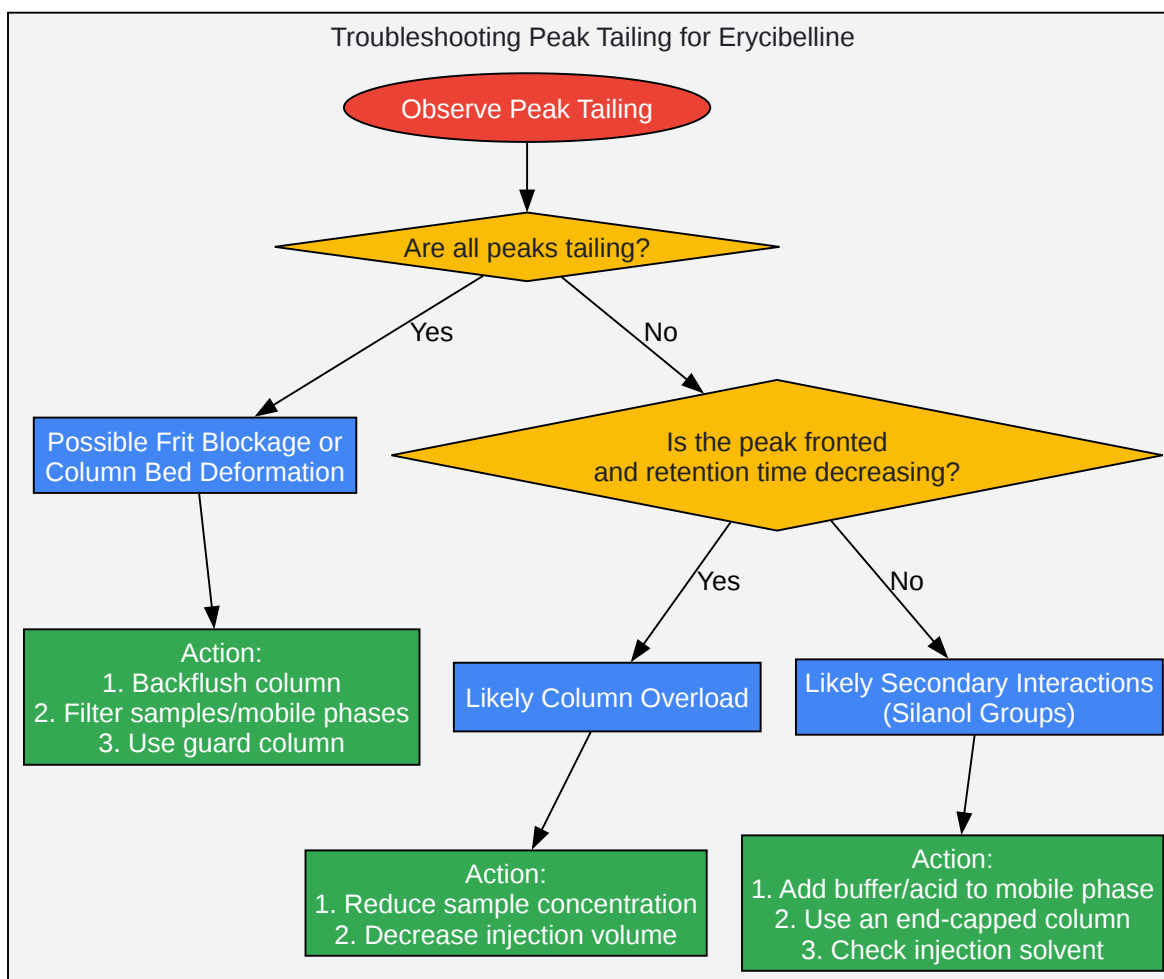 Troubleshooting Peak Tailing for Erycibelline
Observe Peak Tailing
Are all peaks tailing?
Yes
No
Possible Frit Blockage or
Column Bed Deformation
Is the peak fronted
and retention time decreasing?
Yes
No
Action:
1. Backflush column
2. Filter samples/mobile phases
3. Use guard column
Likely Column Overload
Likely Secondary Interactions
(Silanol Groups)
Action:
1. Reduce sample concentration
2. Decrease injection volume
Action:
1. Add buffer/acid to mobile phase
2. Use an end-capped column
3. Check injection solvent